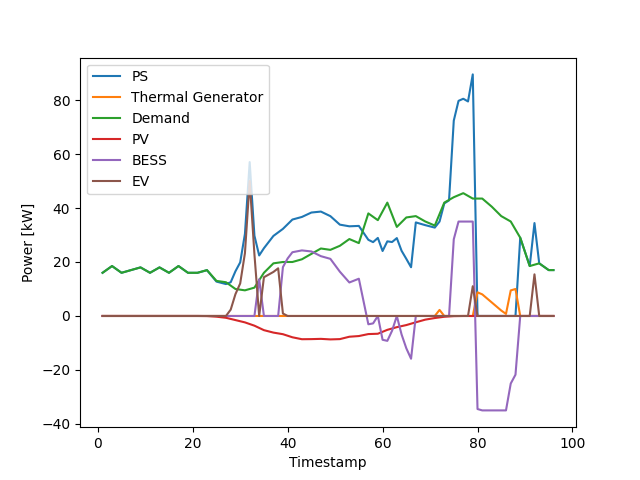 PS
Thermal Generator
Demand
PV
BESS
EV
Power [kW]
80
60
40
20
0
−20
−40
0 20 40 60 80 100
Timestamp